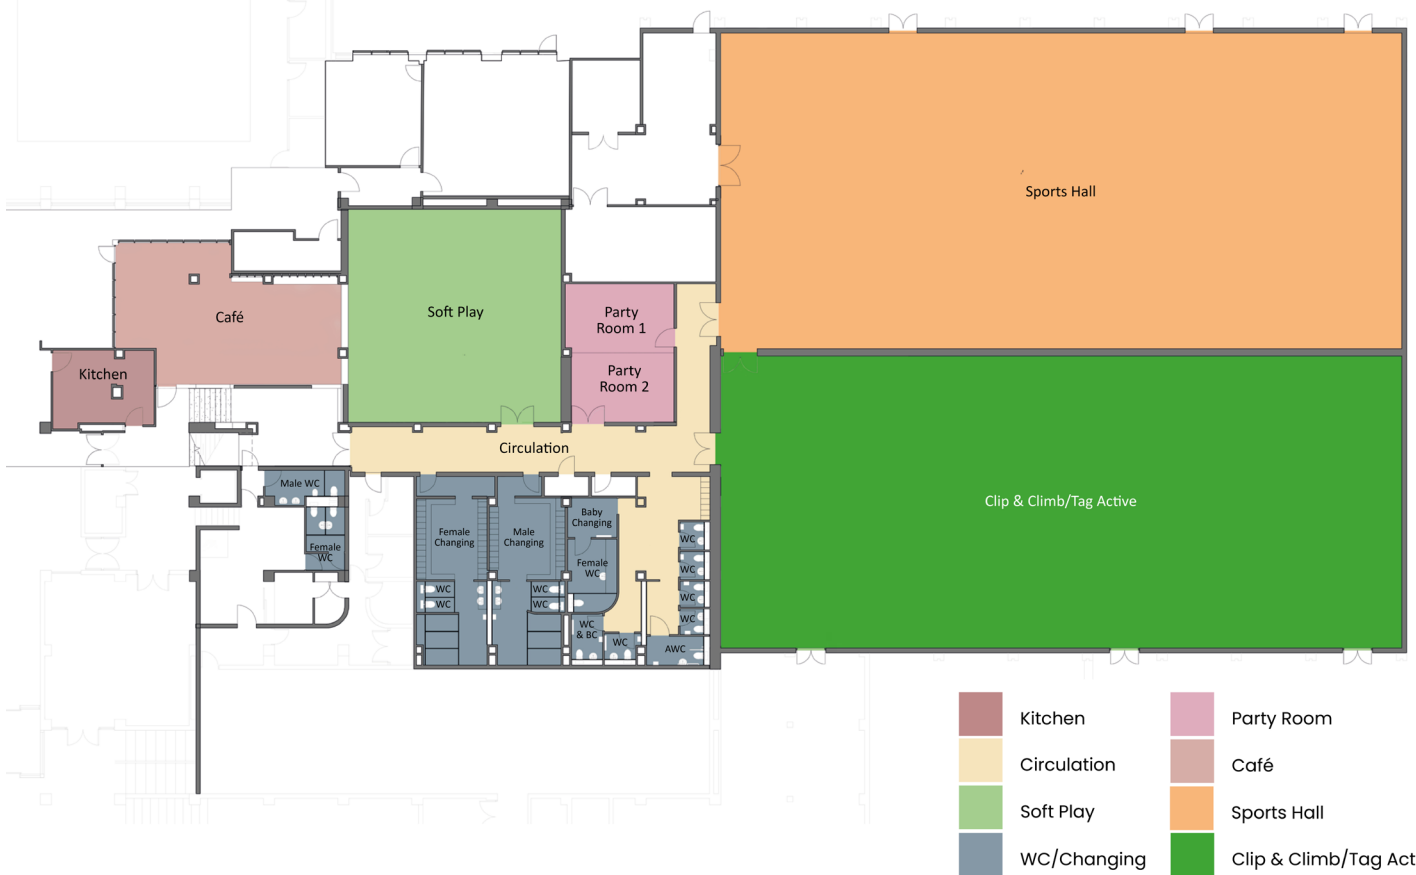 Sports Hall
Café
Soft Play
Party
Room 1
Party
Room 2
Kitchen
Circulation
Male WC
Female
WC
Female
Changing
Male
Changing
Baby
Changing
Female
WC
WC
WC
WC
WC
WC
WC
WC
WC
WC
& BC
WC
AWC
Clip & Climb/Tag Active
Kitchen
Party Room
Circulation
Café
Soft Play
Sports Hall
WC/Changing
Clip & Climb/Tag Act